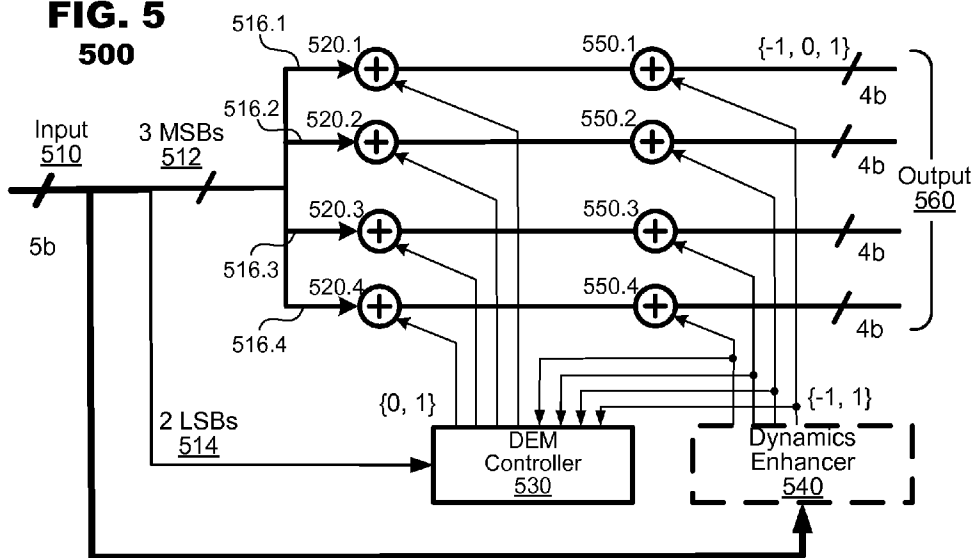 FIG. 5
500
516.1
520.1
550.1
{-1, 0, 1}
4b
516.2
520.2
550.2
4b
Input
510
3 MSBs
512
5b
Output
560
520.3
550.3
516.3
4b
520.4
550.4
516.4
4b
{0, 1}
{-1, 1}
2 LSBs
514
DEM
Controller
530
Dynamics
Enhancer
540